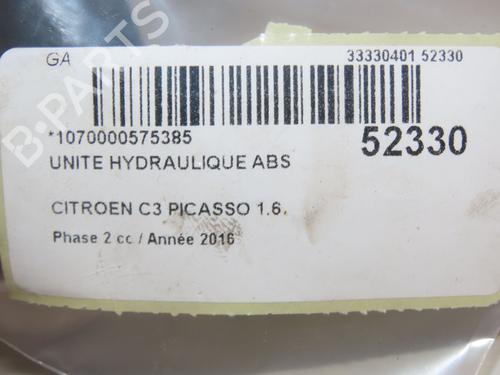 GA 33330401 52330
*1070000575385 52330
UNITE HYDRAULIQUE ABS
CITROEN C3 PICASSO 1.6.
Phase 2 cc / Année 2016
B-PARTS